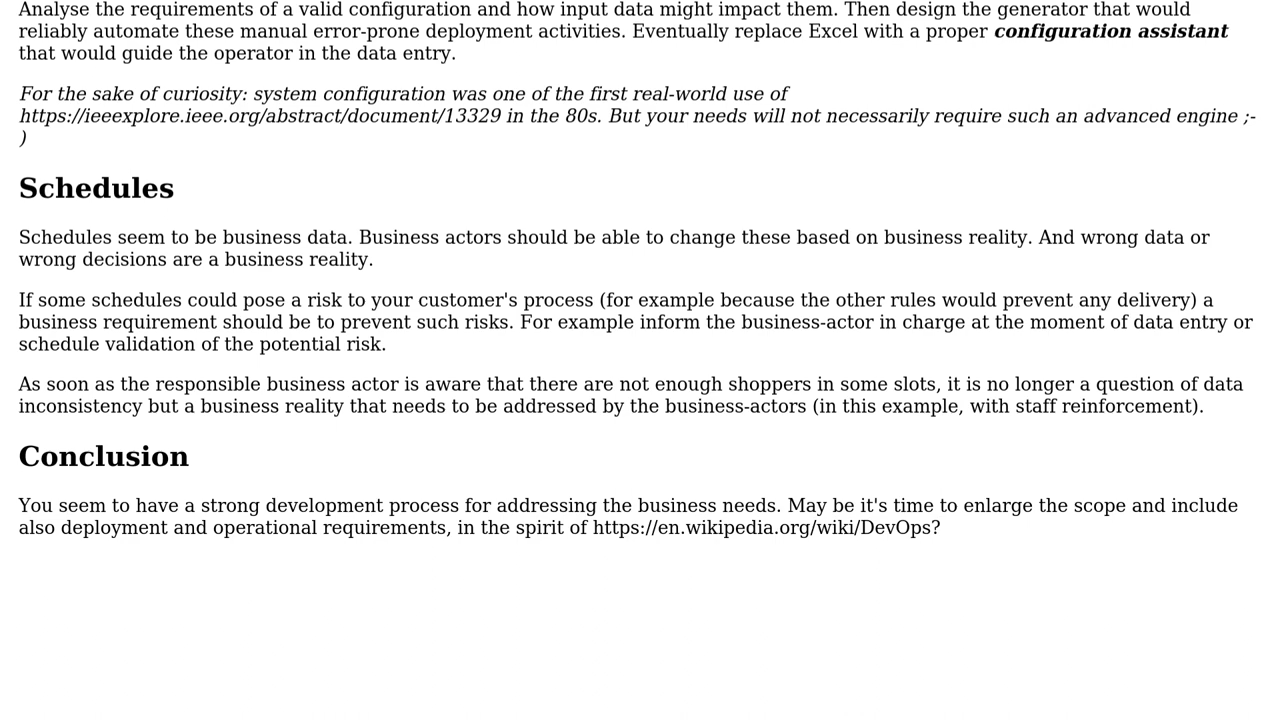 Analyse the requirements of a valid configuration and how input data might impact them. Then design the generator that would
reliably automate these manual error-prone deployment activities. Eventually replace Excel with a proper configuration assistant
that would guide the operator in the data entry.
For the sake of curiosity: system configuration was one of the first real-world use of
https://ieeexplore.ieee.org/abstract/document/13329 in the 80s. But your needs will not necessarily require such an advanced engine ;-
)
Schedules
Schedules seem to be business data. Business actors should be able to change these based on business reality. And wrong data or
wrong decisions are a business reality.
If some schedules could pose a risk to your customer's process (for example because the other rules would prevent any delivery) a
business requirement should be to prevent such risks. For example inform the business-actor in charge at the moment of data entry or
schedule validation of the potential risk.
As soon as the responsible business actor is aware that there are not enough shoppers in some slots, it is no longer a question of data
inconsistency but a business reality that needs to be addressed by the business-actors (in this example, with staff reinforcement).
Conclusion
You seem to have a strong development process for addressing the business needs. May be it's time to enlarge the scope and include
also deployment and operational requirements, in the spirit of https://en.wikipedia.org/wiki/DevOps?